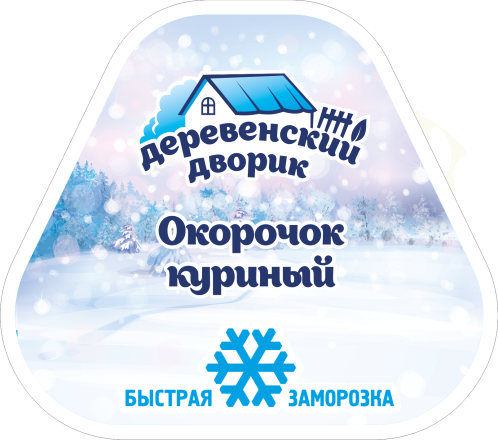 деревенский
дворик
Окорочок
куриный
БЫСТРАЯ ЗАМОРОЗКА